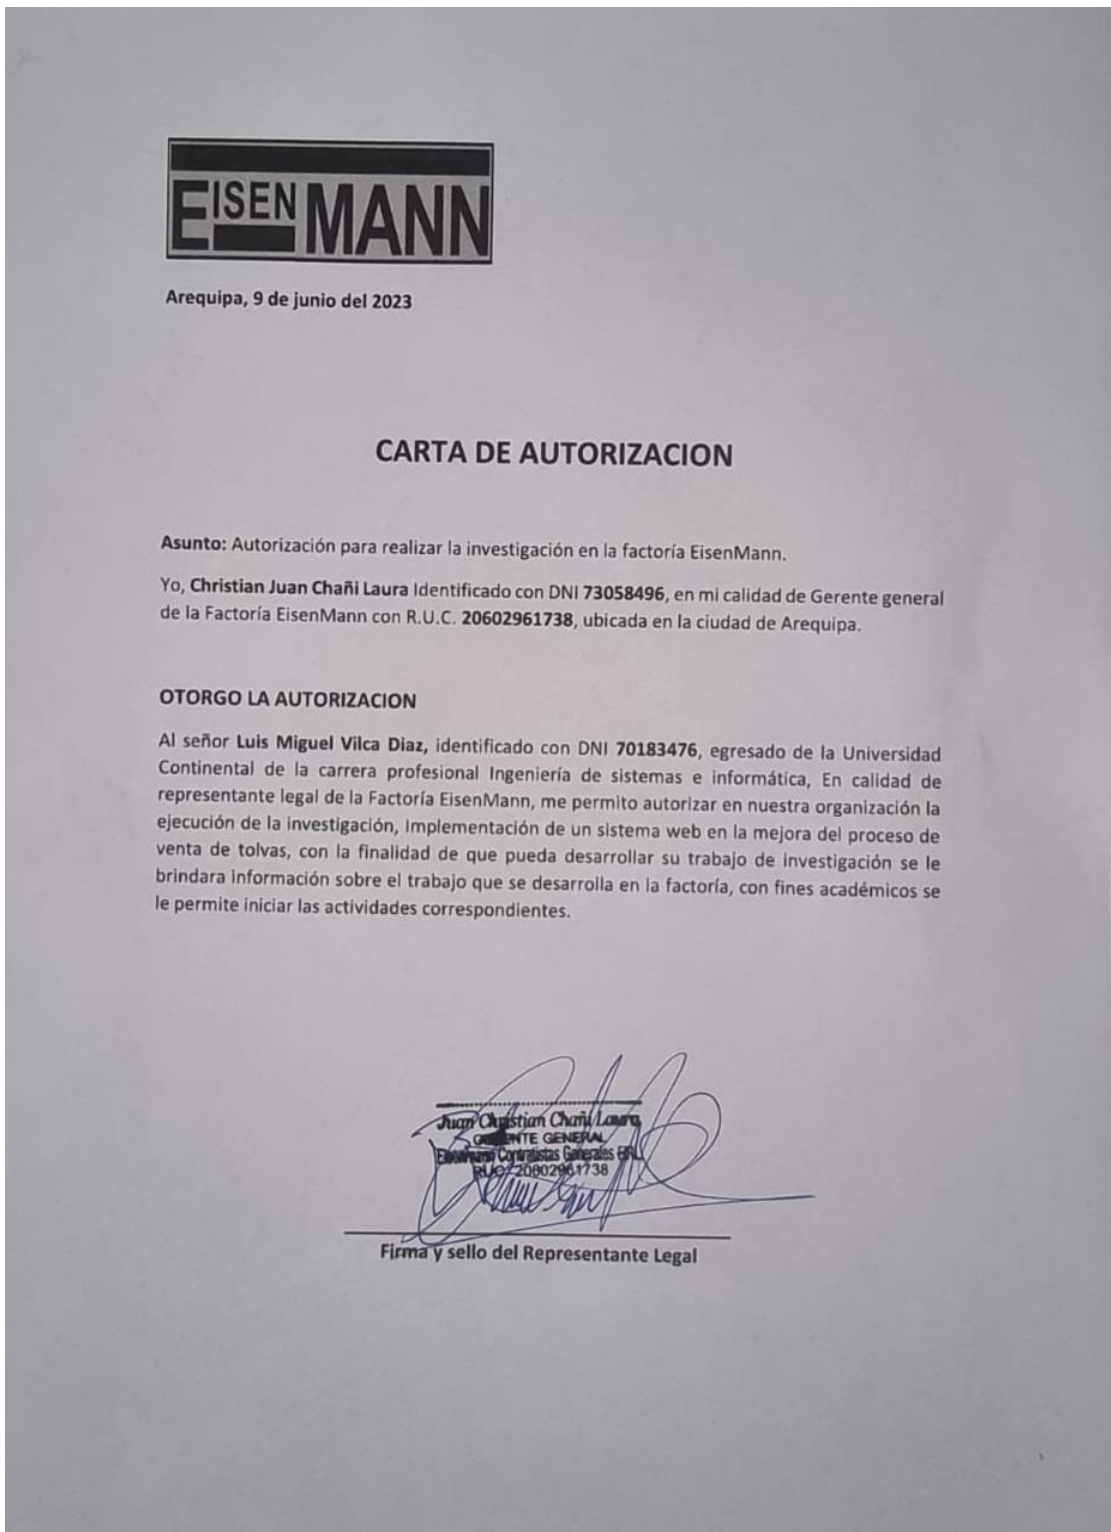 EISEN MANN
Arequipa, 9 de junio del 2023
CARTA DE AUTORIZACION
Asunto: Autorización para realizar la investigación en la factoría EisenMann.
Yo, Christian Juan Chañi Laura Identificado con DNI 73058496, en mi calidad de Gerente general
de la Factoría EisenMann con R.U.C. 20602961738, ubicada en la ciudad de Arequipa.
OTORGO LA AUTORIZACION
Al señor Luis Miguel Vilca Diaz, identificado con DNI 70183476, egresado de la Universidad
Continental de la carrera profesional Ingeniería de sistemas e informática, En calidad de
representante legal de la Factoría EisenMann, me permito autorizar en nuestra organización la
ejecución de la investigación, Implementación de un sistema web en la mejora del proceso de
venta de tolvas, con la finalidad de que pueda desarrollar su trabajo de investigación se le
brindara información sobre el trabajo que se desarrolla en la factoría, con fines académicos se
le permite iniciar las actividades correspondientes.
Juan Christian Chañi Laura
GERENTE GENERAL
Eisenmann Contratistas Generales EIRL
RUC 20602961738
Firma y sello del Representante Legal